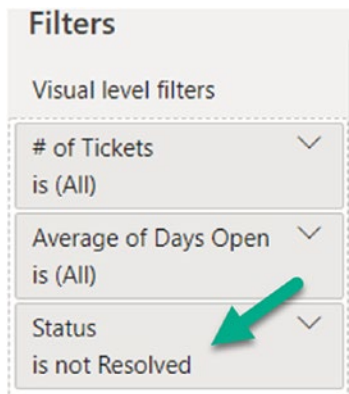 Filters
Visual level filters
# of Tickets
is (All)
Average of Days Open
is (All)
Status
is not Resolved